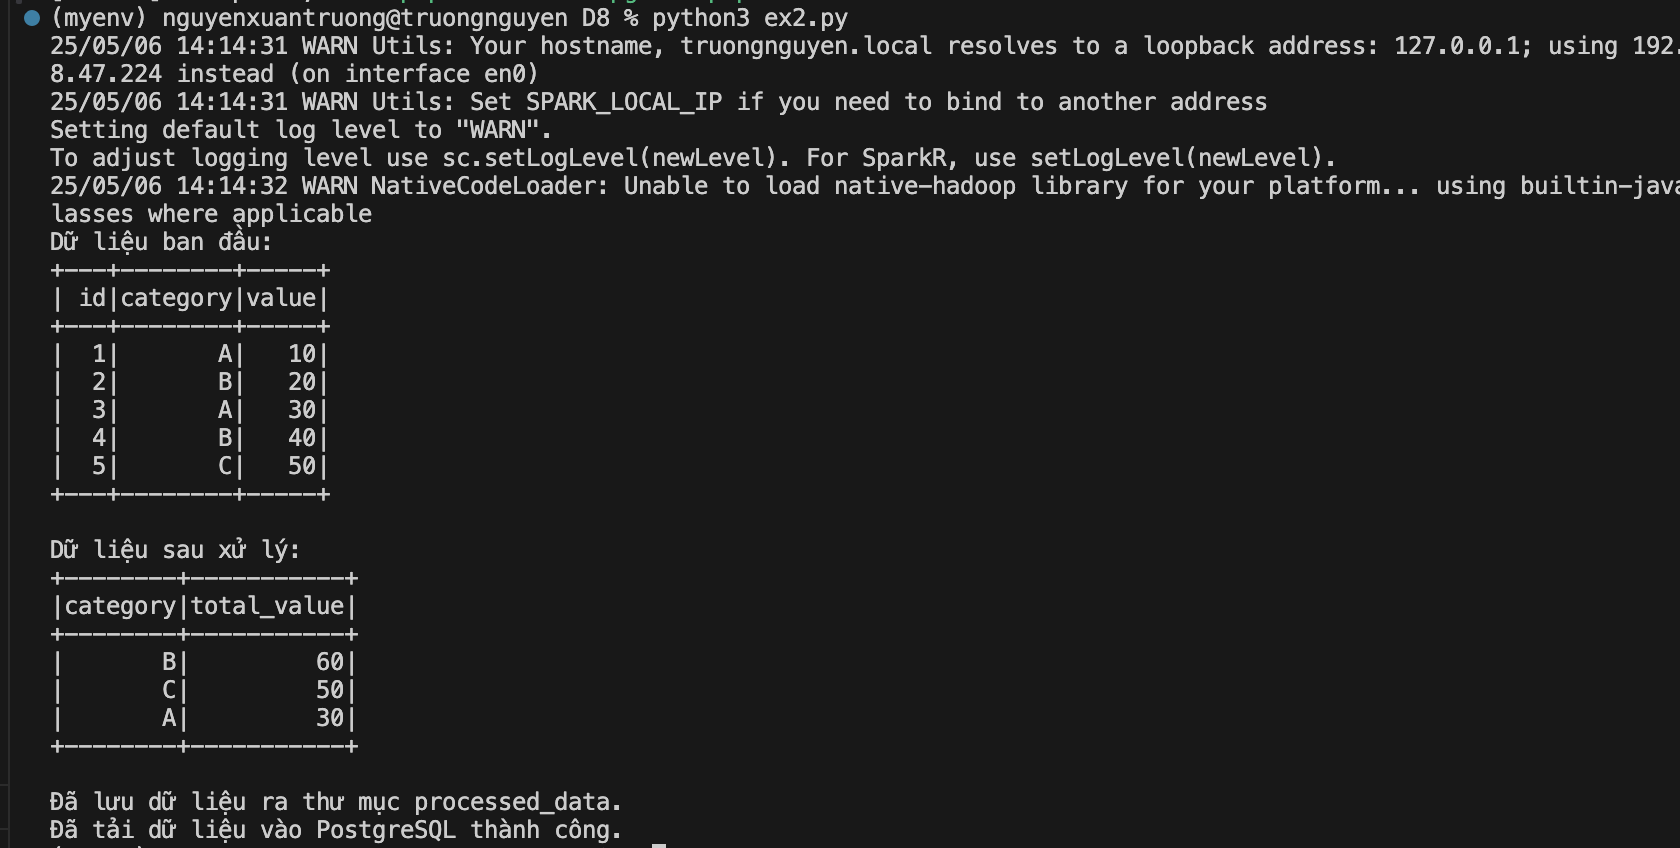 (myenv) nguyenxuantruong@truongnguyen D8 % python3 ex2.py
25/05/06 14:14:31 WARN Utils: Your hostname, truongnguyen.local resolves to a loopback address: 127.0.0.1; using 192.
8.47.224 instead (on interface en0)
25/05/06 14:14:31 WARN Utils: Set SPARK_LOCAL_IP if you need to bind to another address
Setting default log level to "WARN".
To adjust logging level use sc.setLogLevel(newLevel). For SparkR, use setLogLevel(newLevel).
25/05/06 14:14:32 WARN NativeCodeLoader: Unable to load native-hadoop library for your platform... using builtin-java
lasses where applicable
Dữ liệu ban đầu:
+---+--------+-----+
| id|category|value|
+---+--------+-----+
|  1|       A|   10|
|  2|       B|   20|
|  3|       A|   30|
|  4|       B|   40|
|  5|       C|   50|
+---+--------+-----+

Dữ liệu sau xử lý:
+--------+-----------+
|category|total_value|
+--------+-----------+
|       B|         60|
|       C|         50|
|       A|         30|
+--------+-----------+

Đã lưu dữ liệu ra thư mục processed_data.
Đã tải dữ liệu vào PostgreSQL thành công.